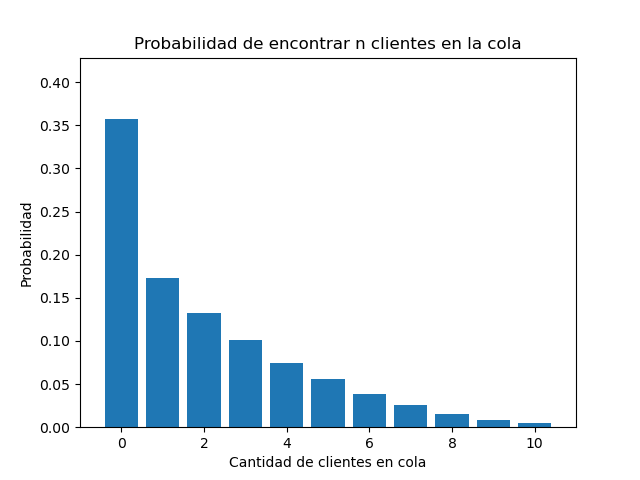 Probabilidad de encontrar n clientes en la cola
0.40
0.35
0.30
0.25
0.20
0.15
0.10
0.05
0.00
Probabilidad
0 2 4 6 8 10
Cantidad de clientes en cola